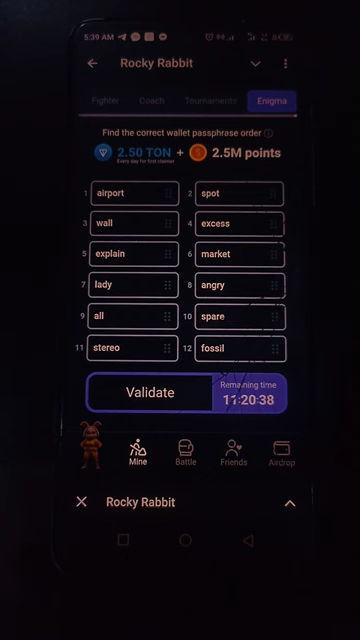 5:39 AM
Rocky Rabbit
Fighter Coach Tournaments Enigma
Find the correct wallet passphrase order
2.50 TON + 2.5M points
Every day for first claimer
1 airport 2 spot
3 wall 4 excess
5 explain 6 market
7 lady 8 angry
9 all 10 spare
11 stereo 12 fossil
Validate Remaining time
11:20:38
Mine Battle Friends Airdrop
Rocky Rabbit